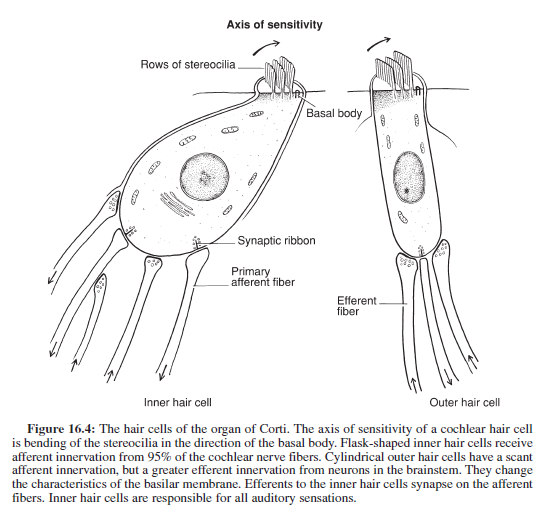 Axis of sensitivity
Rows of stereocilia
Basal body
Synaptic ribbon
Primary
afferent fiber
Efferent
fiber
Inner hair cell
Outer hair cell
Figure 16.4: The hair cells of the organ of Corti. The axis of sensitivity of a cochlear hair cell
is bending of the stereocilia in the direction of the basal body. Flask-shaped inner hair cells receive
afferent innervation from 95% of the cochlear nerve fibers. Cylindrical outer hair cells have a scant
afferent innervation, but a greater efferent innervation from neurons in the brainstem. They change
the characteristics of the basilar membrane. Efferents to the inner hair cells synapse on the afferent
fibers. Inner hair cells are responsible for all auditory sensations.